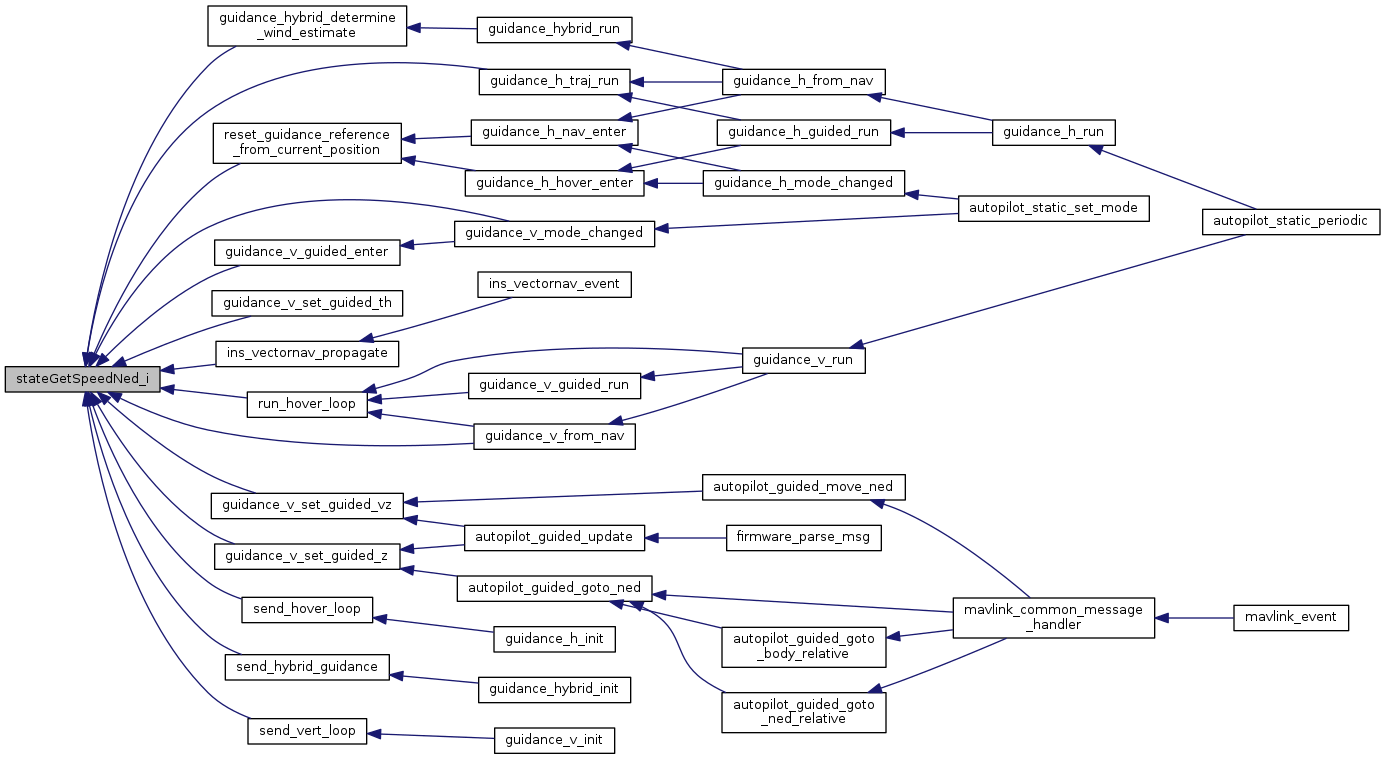 guidance_hybrid_determine
_wind_estimate
guidance_hybrid_run
guidance_h_traj_run
guidance_h_from_nav
reset_guidance_reference
_from_current_position
guidance_h_nav_enter
guidance_h_guided_run
guidance_h_run
guidance_h_hover_enter
guidance_h_mode_changed
autopilot_static_set_mode
autopilot_static_periodic
guidance_v_mode_changed
guidance_v_guided_enter
ins_vectornav_event
guidance_v_set_guided_th
ins_vectornav_propagate
guidance_v_run
stateGetSpeedNed_i
guidance_v_guided_run
run_hover_loop
guidance_v_from_nav
autopilot_guided_move_ned
guidance_v_set_guided_vz
autopilot_guided_update
firmware_parse_msg
guidance_v_set_guided_z
autopilot_guided_goto_ned
send_hover_loop
mavlink_common_message
_handler
mavlink_event
guidance_h_init
autopilot_guided_goto
_body_relative
send_hybrid_guidance
guidance_hybrid_init
autopilot_guided_goto
_ned_relative
send_vert_loop
guidance_v_init